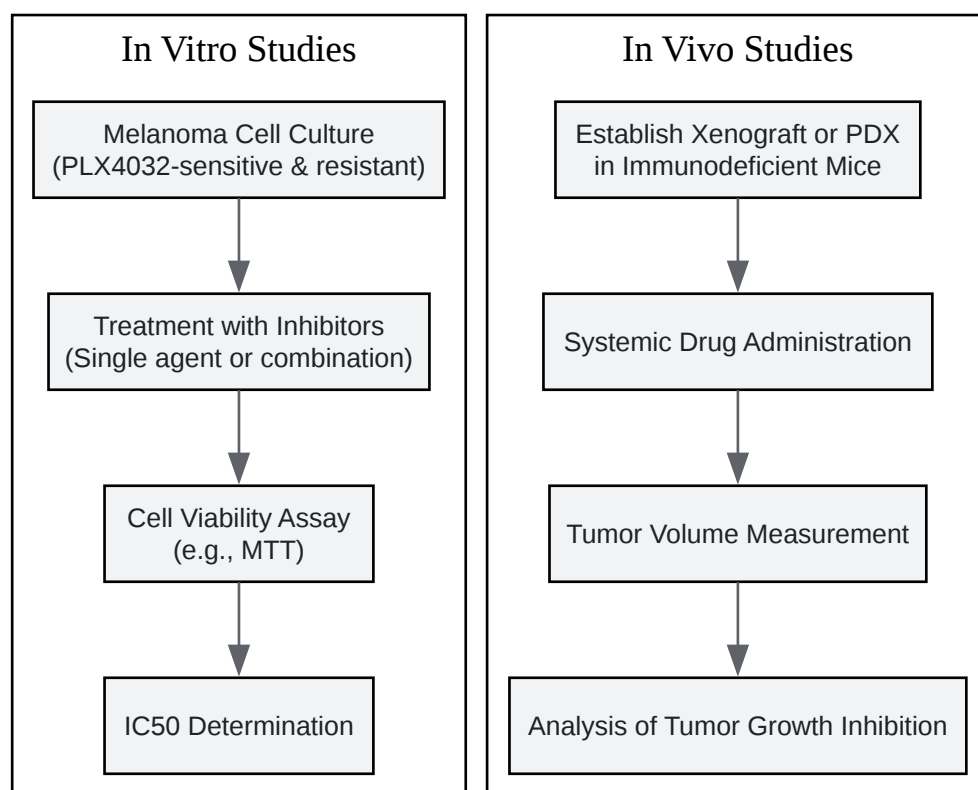 In Vitro Studies
Melanoma Cell Culture
(PLX4032-sensitive & resistant)
Treatment with Inhibitors
(Single agent or combination)
Cell Viability Assay
(e.g., MTT)
IC50 Determination
In Vivo Studies
Establish Xenograft or PDX
in Immunodeficient Mice
Systemic Drug Administration
Tumor Volume Measurement
Analysis of Tumor Growth Inhibition